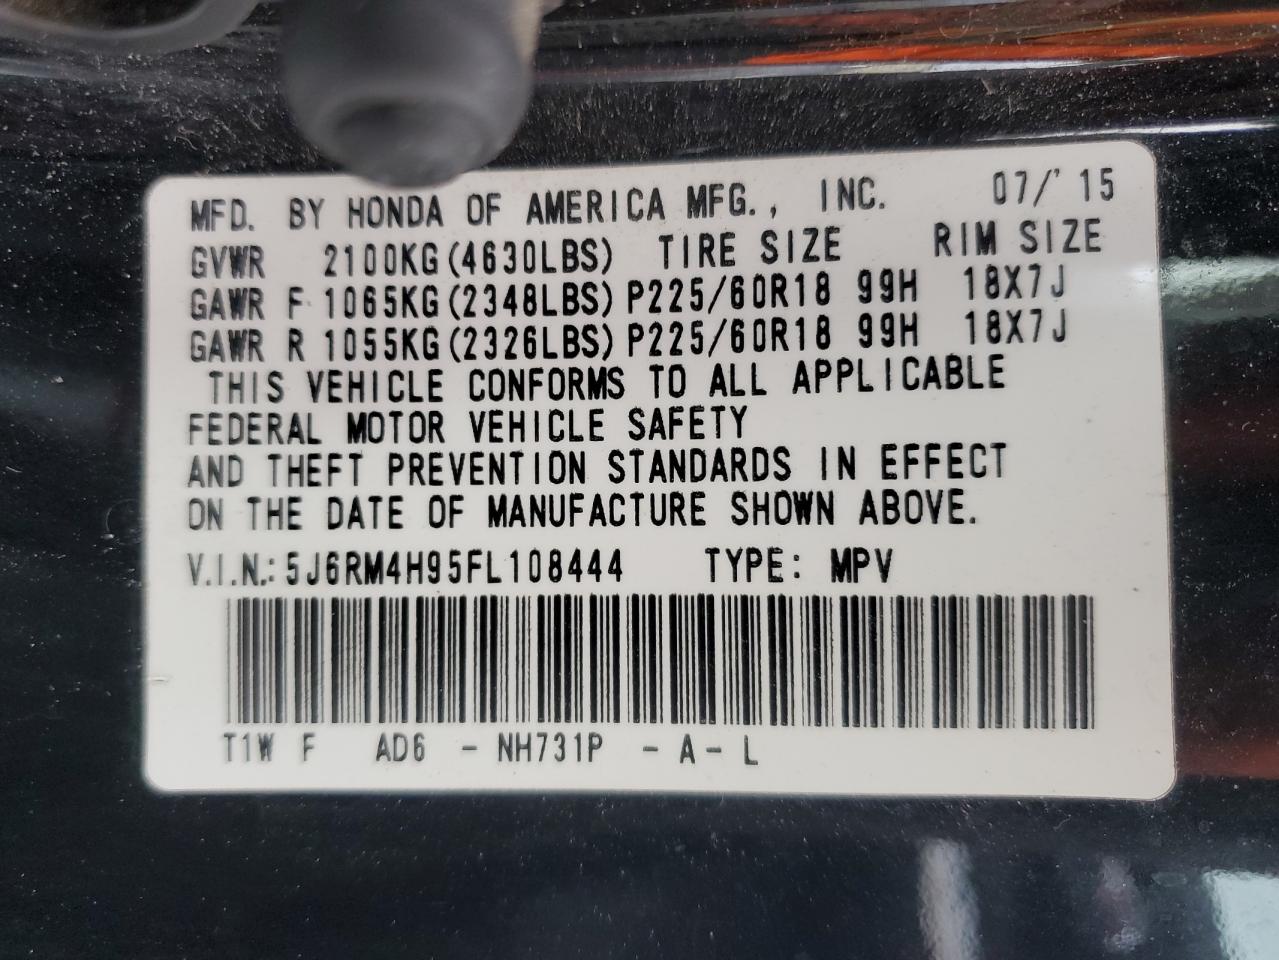 MFD. BY HONDA OF AMERICA MFG., INC. 07/'15
GVWR 2100KG(4630LBS) TIRE SIZE RIM SIZE
GAWR F 1065KG(2348LBS) P225/60R18 99H 18X7J
GAWR R 1055KG(2326LBS) P225/60R18 99H 18X7J
THIS VEHICLE CONFORMS TO ALL APPLICABLE
FEDERAL MOTOR VEHICLE SAFETY
AND THEFT PREVENTION STANDARDS IN EFFECT
ON THE DATE OF MANUFACTURE SHOWN ABOVE.
V.I.N.: 5J6RM4H95FL108444 TYPE: MPV
T1W F AD6 - NH731P - A - L